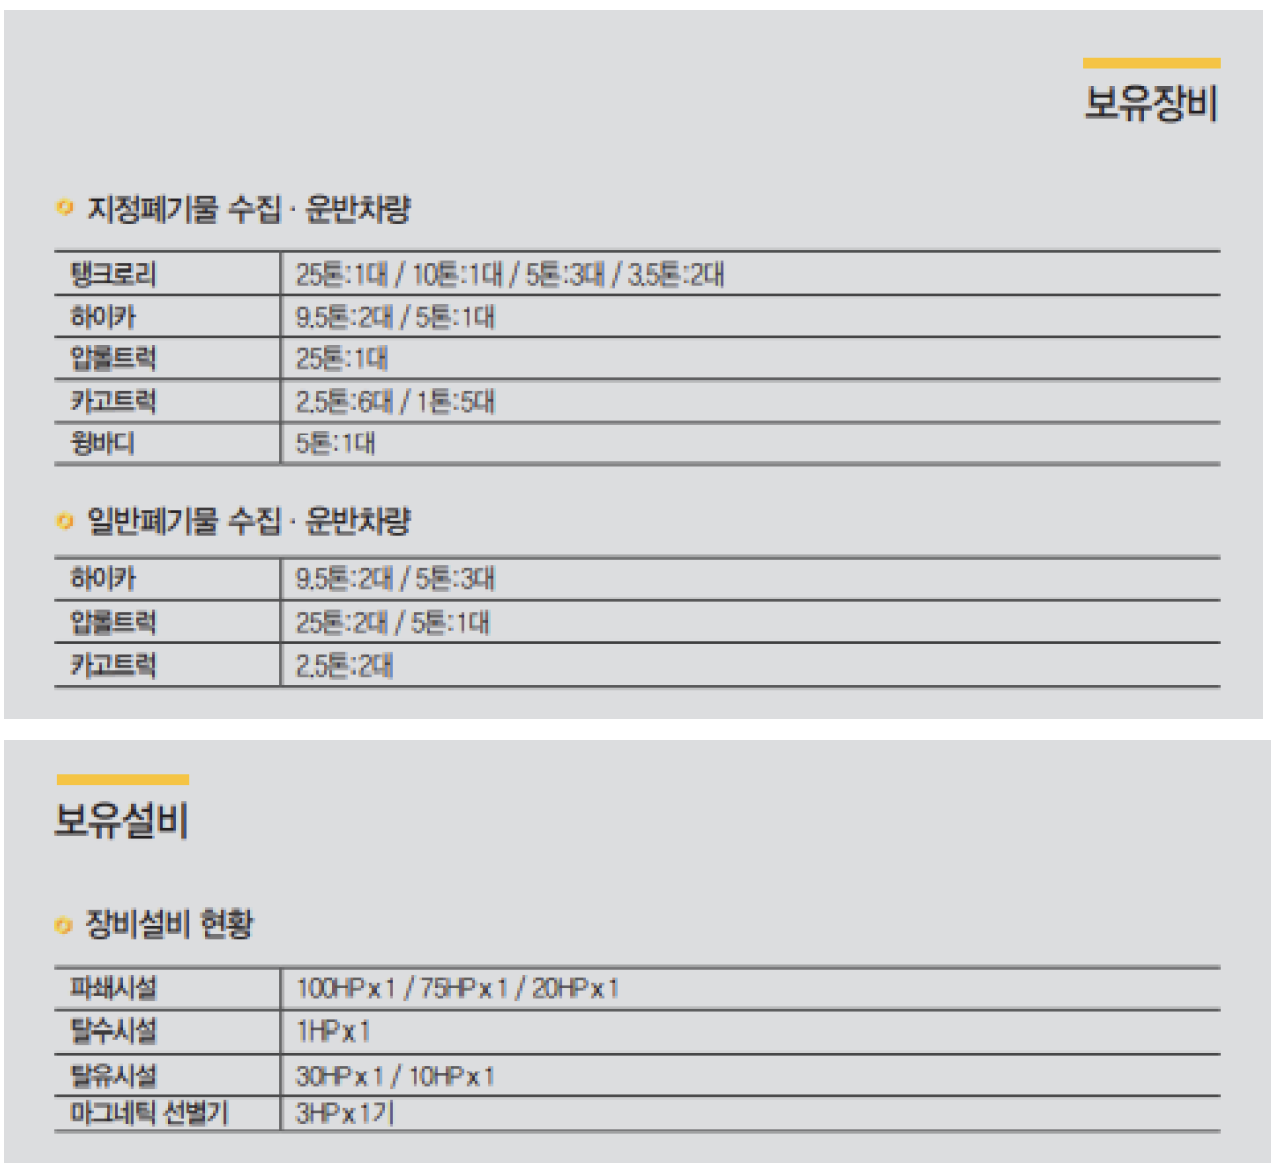 보유장비
지정폐기물 수집 · 운반차량
탱크로리 25톤:1대 / 10톤:1대 / 5톤:3대 / 3.5톤:2대
하이카 9.5톤:2대 / 5톤:1대
압롤트럭 25톤:1대
카고트럭 2.5톤:6대 / 1톤:5대
윙바디 5톤:1대
일반폐기물 수집 · 운반차량
하이카 9.5톤:2대 / 5톤:3대
압롤트럭 25톤:2대 / 5톤:1대
카고트럭 2.5톤:2대
보유설비
장비설비 현황
파쇄시설 100HP x 1 / 75HP x 1 / 20HP x 1
탈수시설 1HP x 1
탈유시설 30HP x 1 / 10HP x 1
마그네틱 선별기 3HP x 1기